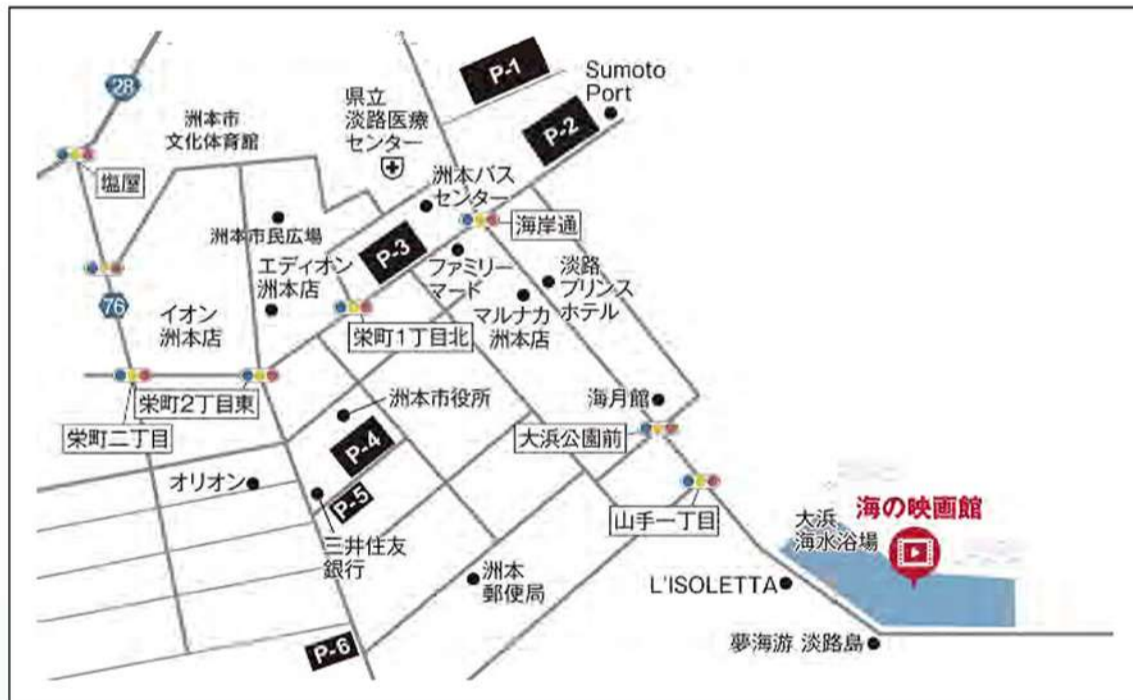 28
洲本市
文化体育館
県立
淡路医療
センター
P-1
Sumoto
Port
P-2
塩屋
洲本バス
センター
海岸通
洲本市民広場
P-3
エディオン
洲本店
ファミリー
マード
淡路
プリンス
ホテル
76
イオン
洲本店
栄町1丁目北
マルナカ
洲本店
栄町2丁目東
洲本市役所
海月館
栄町二丁目
大浜公園前
P-4
オリオン
P-5
山手一丁目
大浜
海水浴場
海の映画館
三井住友
銀行
洲本
郵便局
L'ISOLETTA
P-6
夢海游 淡路島